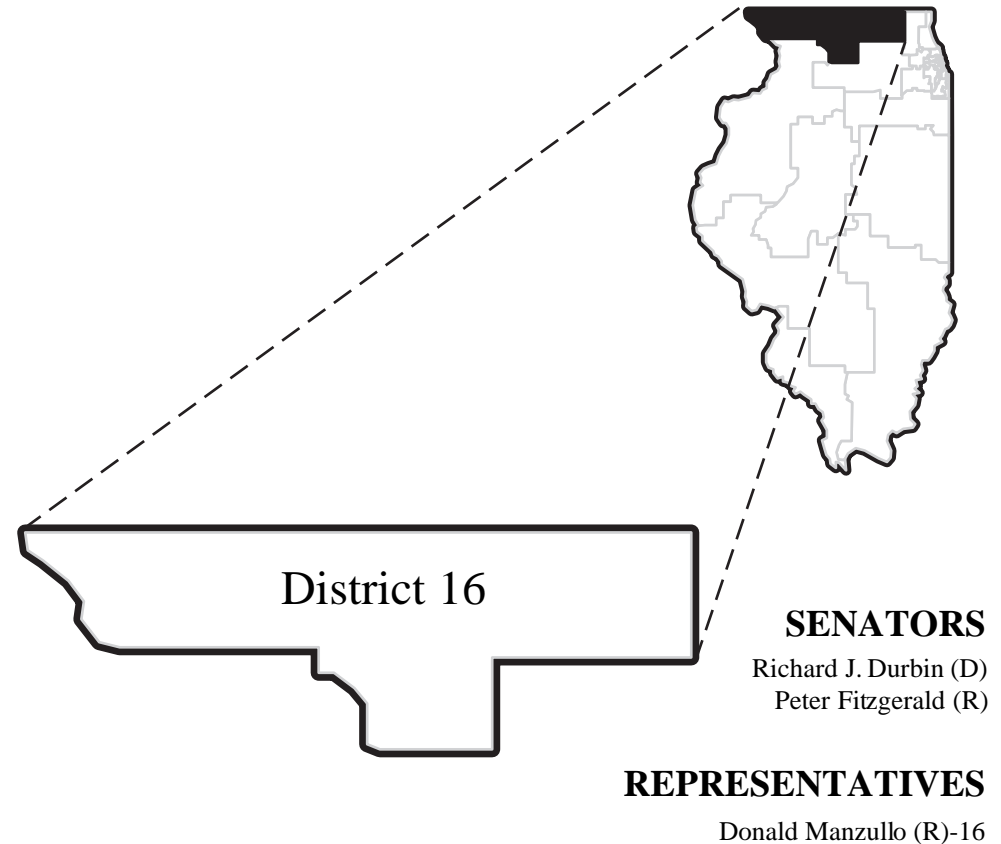 District 16
SENATORS
Richard J. Durbin (D)
Peter Fitzgerald (R)
REPRESENTATIVES
Donald Manzullo (R)-16